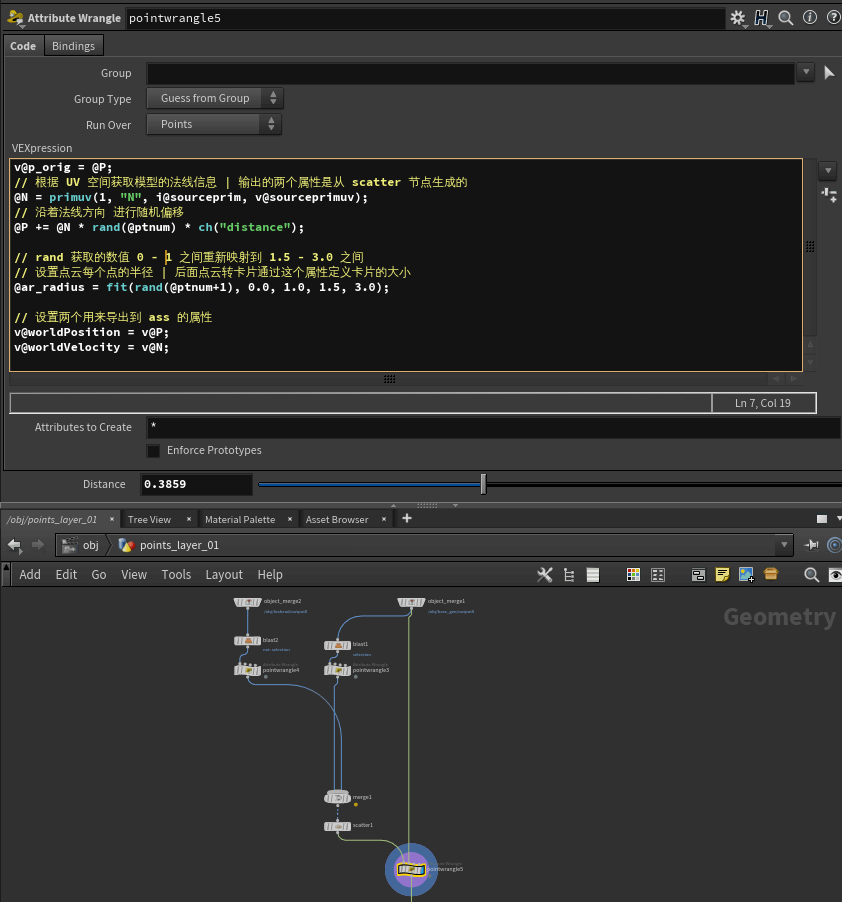 Attribute Wrangle pointwrangle5
Code Bindings
Group
Group Type Guess from Group
Run Over Points
VEXpression
v@p_orig = @P;
// 根据 UV 空间获取模型的法线信息 | 输出的两个属性是从 scatter 节点生成的
@N = primuv(1, "N", i@sourceprim, v@sourceprimuv);
// 沿着法线方向 进行随机偏移
@P += @N * rand(@ptnum) * ch("distance");
// rand 获取的数值 0 - 1 之间重新映射到 1.5 - 3.0 之间
// 设置点云每个点的半径 | 后面点云转卡片通过这个属性定义卡片的大小
@ar_radius = fit(rand(@ptnum+1), 0.0, 1.0, 1.5, 3.0);
// 设置两个用来导出到 ass 的属性
v@worldPosition = v@P;
v@worldVelocity = v@N;
Ln 7, Col 19
Attributes to Create *
Enforce Prototypes
Distance 0.3859
/obj/points_layer_01 × Tree View × Material Palette × Asset Browser × +
obj points_layer_01
Add Edit Go View Tools Layout Help
Geometry
object_merge2 object_merge1
blast2 blast1
selection
Attribute Wrangle Attribute Wrangle
pointwrangle4 pointwrangle3
merge1
scatter1
Attribute Wrangle
pointwrangle5